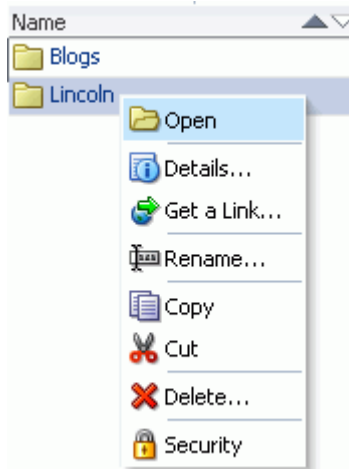 Name
Blogs
Lincoln
Open
Details...
Get a Link...
Rename...
Copy
Cut
Delete...
Security